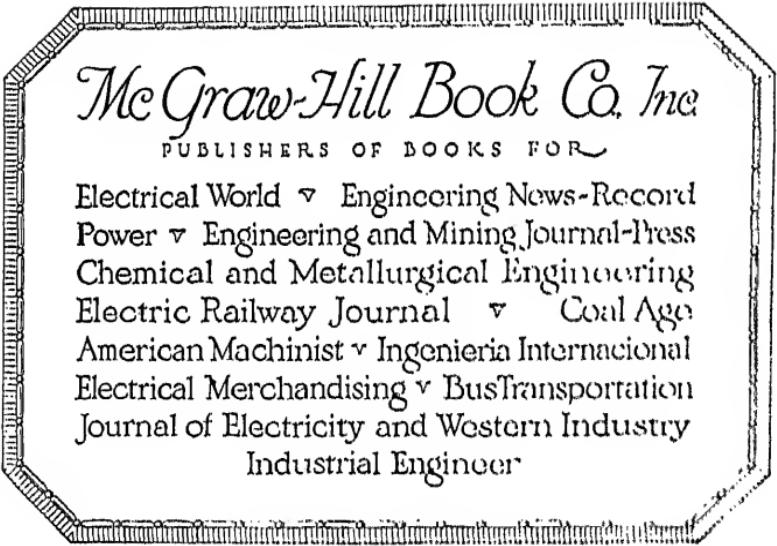 McGraw-Hill Book Co. Inc.
PUBLISHERS OF BOOKS FOR
Electrical World ▿ Engineering News-Record
Power ▿ Engineering and Mining Journal-Press
Chemical and Metallurgical Engineering
Electric Railway Journal ▿ Coal Age
American Machinist ▿ Ingenieria Internacional
Electrical Merchandising ▿ BusTransportation
Journal of Electricity and Western Industry
Industrial Engineer